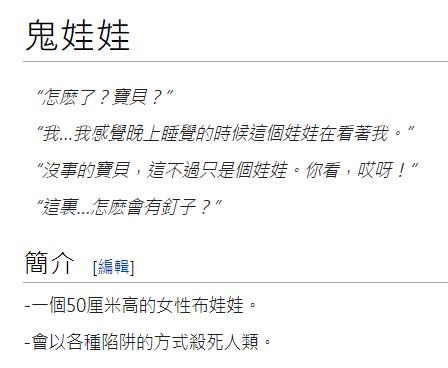 鬼娃娃
“怎麽了？寶貝？”
“我...我感覺晚上睡覺的時候這個娃娃在看著我。”
“沒事的寶貝，這不過只是個娃娃。你看，哎呀！”
“這裏...怎麽會有釘子？”
簡介 [編輯]
-一個50厘米高的女性布娃娃。
-會以各種陷阱的方式殺死人類。